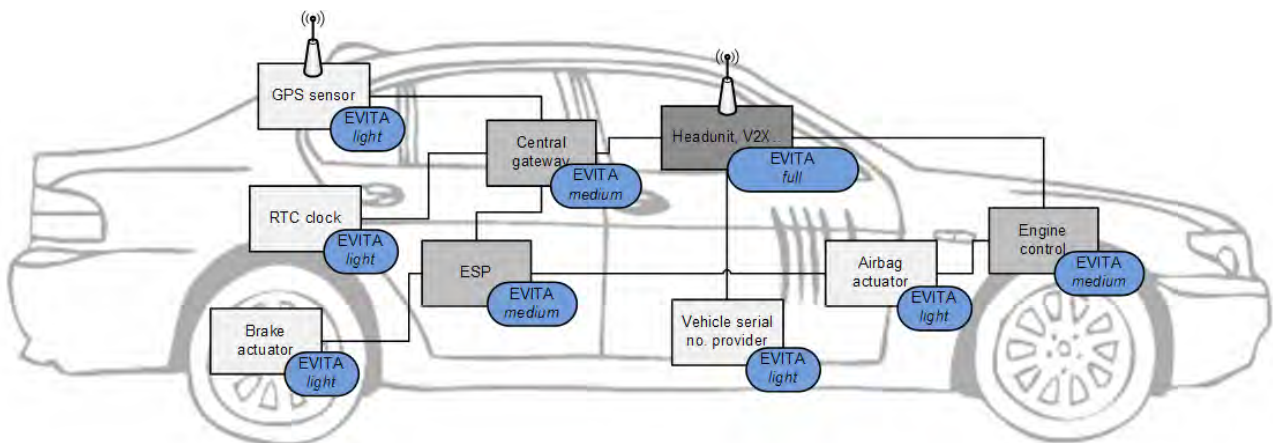 GPS sensor
EVITA
light
Central
gateway
EVITA
medium
Headunit, V2X..
EVITA
full
RTC clock
EVITA
light
ESP
EVITA
medium
Airbag
actuator
EVITA
light
Engine
control
EVITA
medium
Brake
actuator
EVITA
light
Vehicle serial
no. provider
EVITA
light